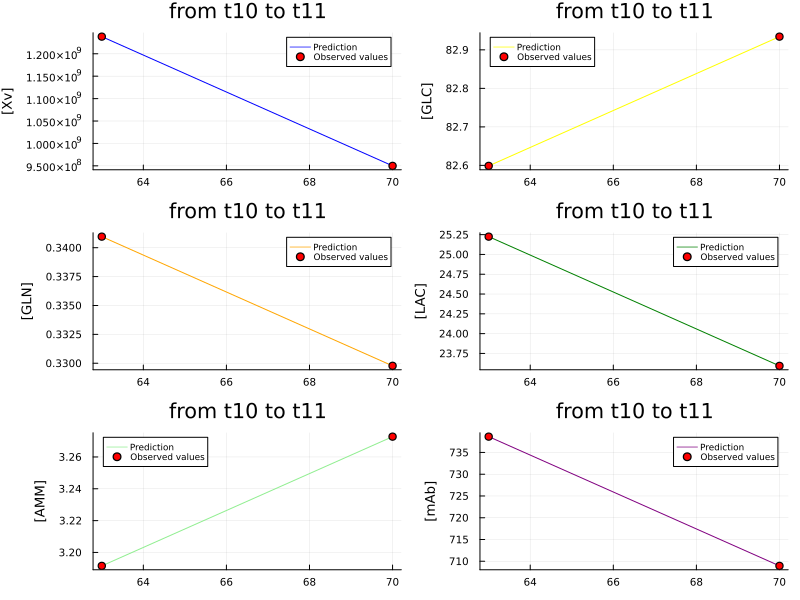 from t10 to t11
[Xv]
1.200×10⁹
1.150×10⁹
1.100×10⁹
1.050×10⁹
1.000×10⁹
9.500×10⁸
64 66 68 70
Prediction
Observed values
from t10 to t11
[GLC]
82.9
82.8
82.7
82.6
64 66 68 70
Prediction
Observed values
from t10 to t11
[GLN]
0.3400
0.3375
0.3350
0.3325
0.3300
64 66 68 70
Prediction
Observed values
from t10 to t11
[LAC]
25.25
25.00
24.75
24.50
24.25
24.00
23.75
64 66 68 70
Prediction
Observed values
from t10 to t11
[AMM]
3.26
3.24
3.22
3.20
64 66 68 70
Prediction
Observed values
from t10 to t11
[mAb]
735
730
725
720
715
710
64 66 68 70
Prediction
Observed values